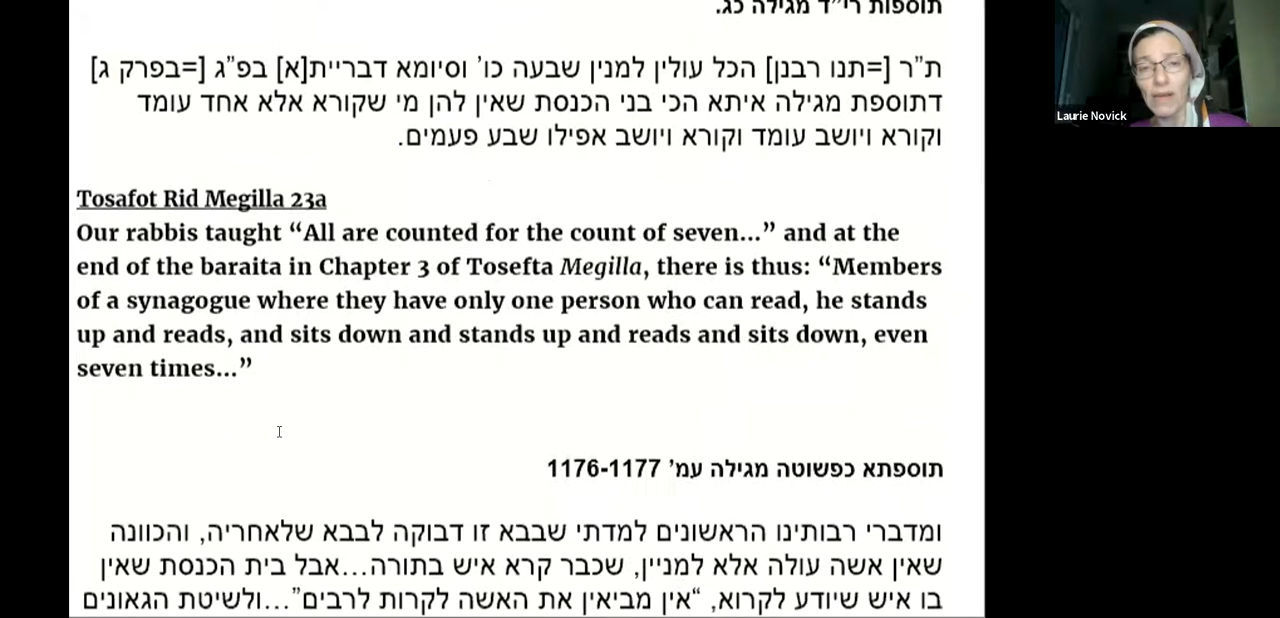 תוספות רי"ד מגילה כג.
ת"ר [=תנו רבנן] הכל עולין למנין שבעה כו' וסיומא דבריית[א] בפ"ג [=בפרק ג]
דתוספת מגילה איתא הכי בני הכנסת שאין להן מי שקורא אלא אחד עומד
וקורא ויושב עומד וקורא ויושב אפילו שבע פעמים.
Tosafot Rid Megilla 23a
Our rabbis taught “All are counted for the count of seven…” and at the
end of the baraita in Chapter 3 of Tosefta Megilla, there is thus: “Members
of a synagogue where they have only one person who can read, he stands
up and reads, and sits down and stands up and reads and sits down, even
seven times…”
תוספתא כפשוטה מגילה עמ' 1176-1177
ומדברי רבותינו הראשונים למדתי שבבא זו דבוקה לבבא שלאחריה, והכוונה
שאין אשה עולה אלא למניין, שכבר קרא איש בתורה...אבל בית הכנסת שאין
בו איש שיודע לקרוא, “אין מביאין את האשה לקרות לרבים”...ולשיטת הגאונים
Laurie Novick